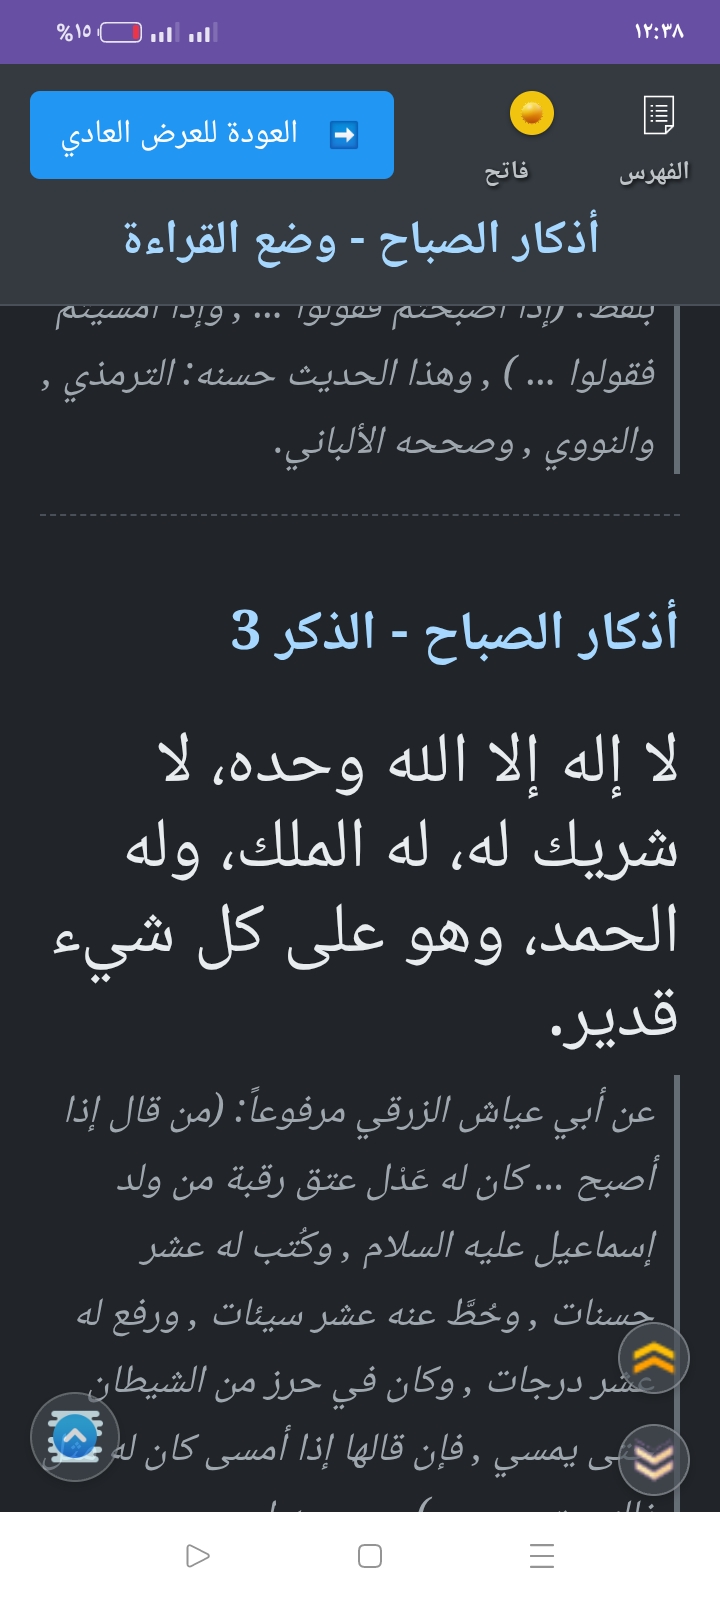 ١٢:٣٨
%١٥
الفهرس
فاتح
العودة للعرض العادي
أذكار الصباح - وضع القراءة
بلفظ: (إذا أصبحتم فقولوا ... , وإذا أمسيتم
فقولوا ... ) , وهذا الحديث حسنه: الترمذي ,
والنووي , وصححه الألباني.
أذكار الصباح - الذكر 3
لا إله إلا الله وحده، لا
شريك له، له الملك، وله
الحمد، وهو على كل شيء
قدير.
عن أبي عياش الزرقي مرفوعاً: (من قال إذا
أصبح ... كان له عَدْل عتق رقبة من ولد
إسماعيل عليه السلام , وكُتب له عشر
حسنات , وحُطَّ عنه عشر سيئات , ورفع له
عشر درجات , وكان في حرز من الشيطان
حتى يمسي , فإن قالها إذا أمسى كان له